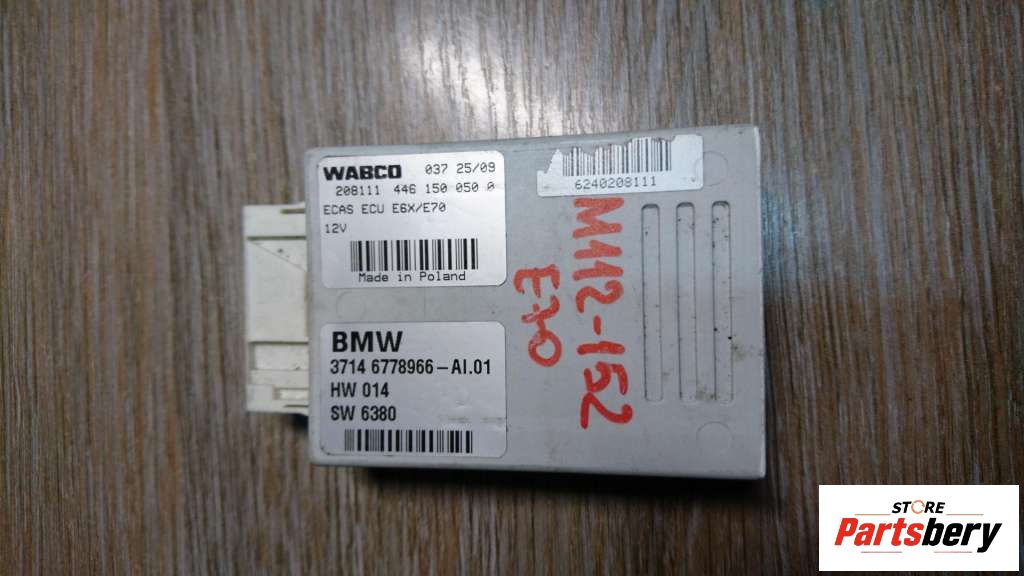 WABCO 037 25/09
208111 446 150 050 0
ECAS ECU E6X/E70
12V
Made in Poland
6240208111
BMW
3714 6778966-AI.01
HW 014
SW 6380
M112-152
E70
STORE
Partsbery